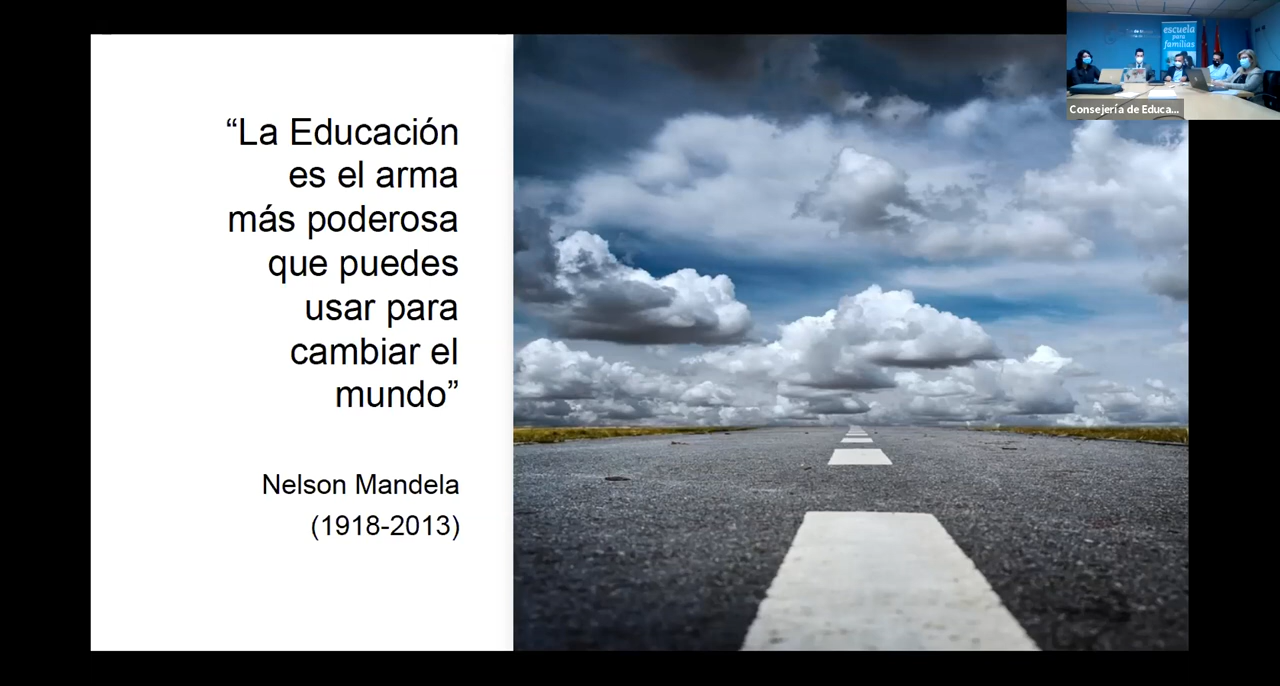 “La Educación
es el arma
más poderosa
que puedes
usar para
cambiar el
mundo”
Nelson Mandela
(1918-2013)
escuela
para
familias
Consejería de Educa...